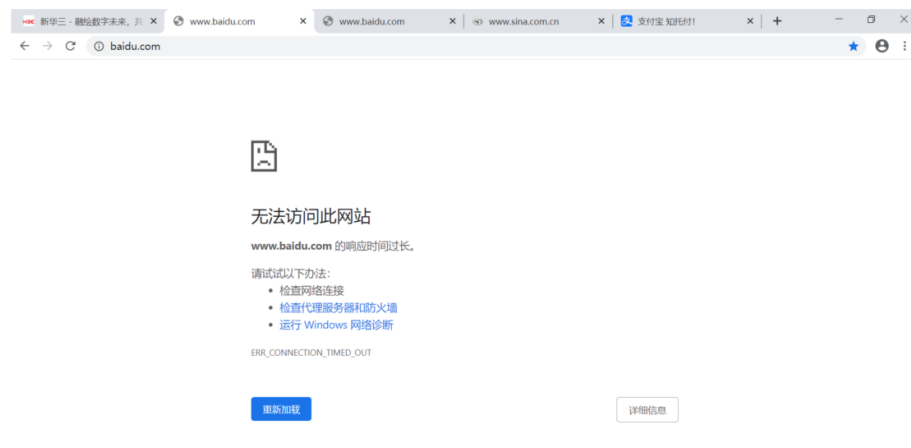 H3C 新华三 - 融绘数字未来，共
www.baidu.com
www.baidu.com
www.sina.com.cn
支付宝 知托付！
baidu.com
无法访问此网站
www.baidu.com 的响应时间过长。
请试试以下办法：
检查网络连接
检查代理服务器和防火墙
运行 Windows 网络诊断
ERR_CONNECTION_TIMED_OUT
重新加载
详细信息